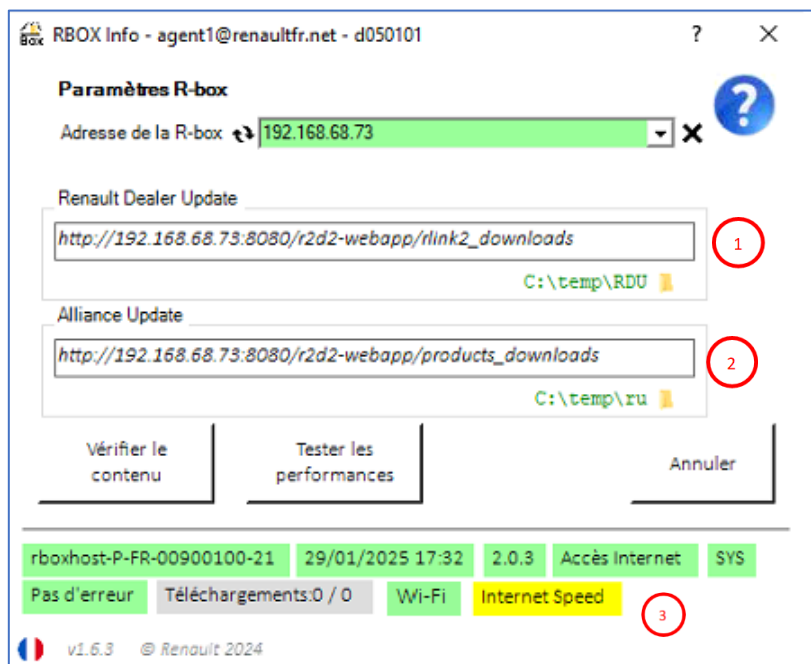 RBOX Info - agent1@renaultfr.net - d050101 ?
Paramètres R-box
Adresse de la R-box 192.168.68.73
Renault Dealer Update
http://192.168.68.73:8080/r2d2-webapp/rlink2_downloads
1
C:\temp\RDU
Alliance Update
http://192.168.68.73:8080/r2d2-webapp/products_downloads
2
C:\temp\ru
Vérifier le
contenu
Tester les
performances
Annuler
rboxhost-P-FR-00900100-21 29/01/2025 17:32 2.0.3 Accès Internet SYS
Pas d'erreur Téléchargements:0 / 0 Wi-Fi Internet Speed
3
v1.6.3 © Renault 2024